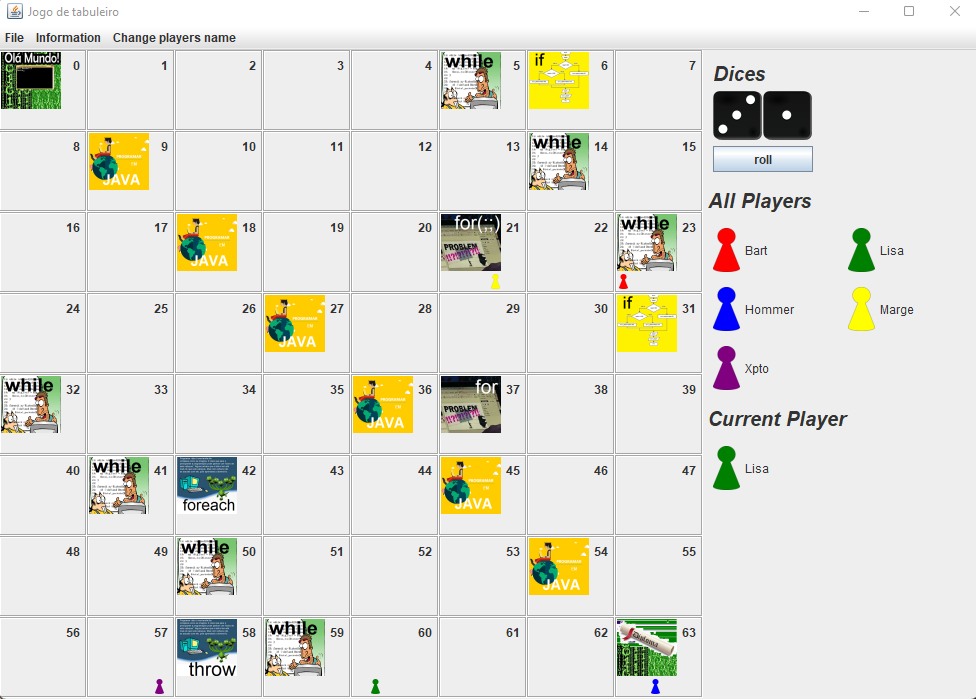 Jogo de tabuleiro
File Information Change players name
Olá Mundo! 0 1 2 3 4 while 5 if 6 7
Dices
8 JAVA 9 10 11 12 13 while 14 15
roll
All Players
16 17 JAVA 18 19 20 for(;;) PROBLEM 21 22 while 23
Bart Lisa
24 25 26 JAVA 27 28 29 30 if 31
Hommer Marge
while 32 33 34 35 JAVA 36 for PROBLEM 37 38 39
Xpto
Current Player
40 while 41 foreach 42 43 44 JAVA 45 46 47
Lisa
48 49 while 50 51 52 53 JAVA 54 55
56 57 throw 58 while 59 60 61 62 Diploma 63